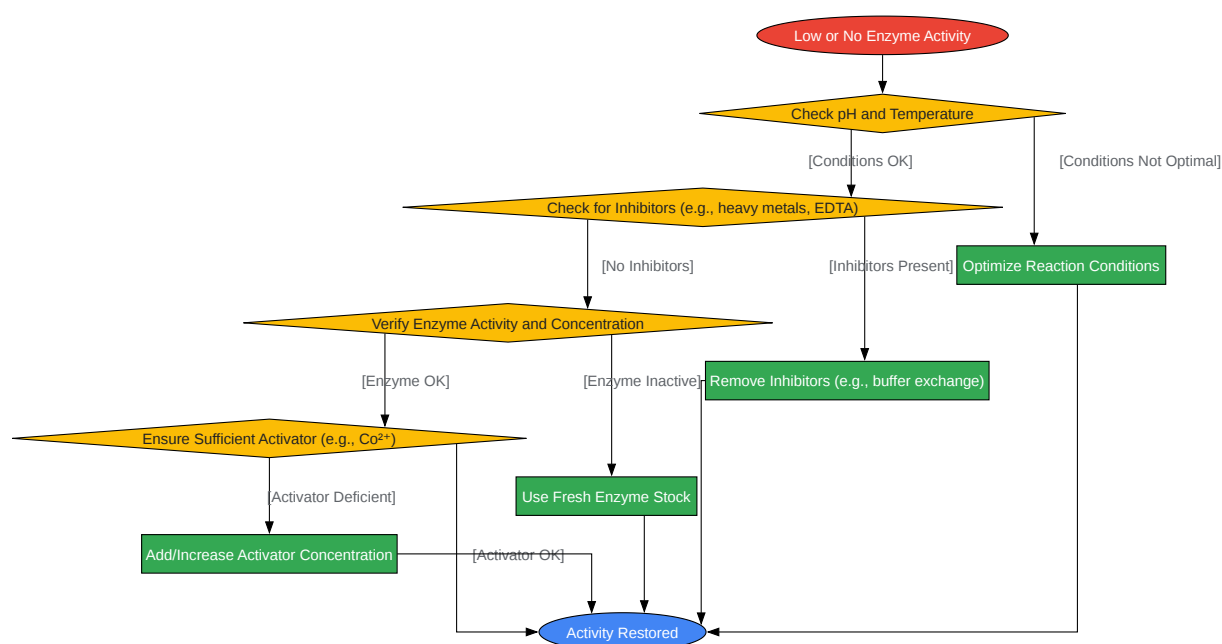 Low or No Enzyme Activity
Check pH and Temperature
[Conditions OK]
[Conditions Not Optimal]
Check for Inhibitors (e.g., heavy metals, EDTA)
[No Inhibitors]
[Inhibitors Present]
Optimize Reaction Conditions
Verify Enzyme Activity and Concentration
[Enzyme OK]
[Enzyme Inactive]
Remove Inhibitors (e.g., buffer exchange)
Ensure Sufficient Activator (e.g., Co²⁺)
[Activator Deficient]
Use Fresh Enzyme Stock
Add/Increase Activator Concentration
[Activator OK]
Activity Restored